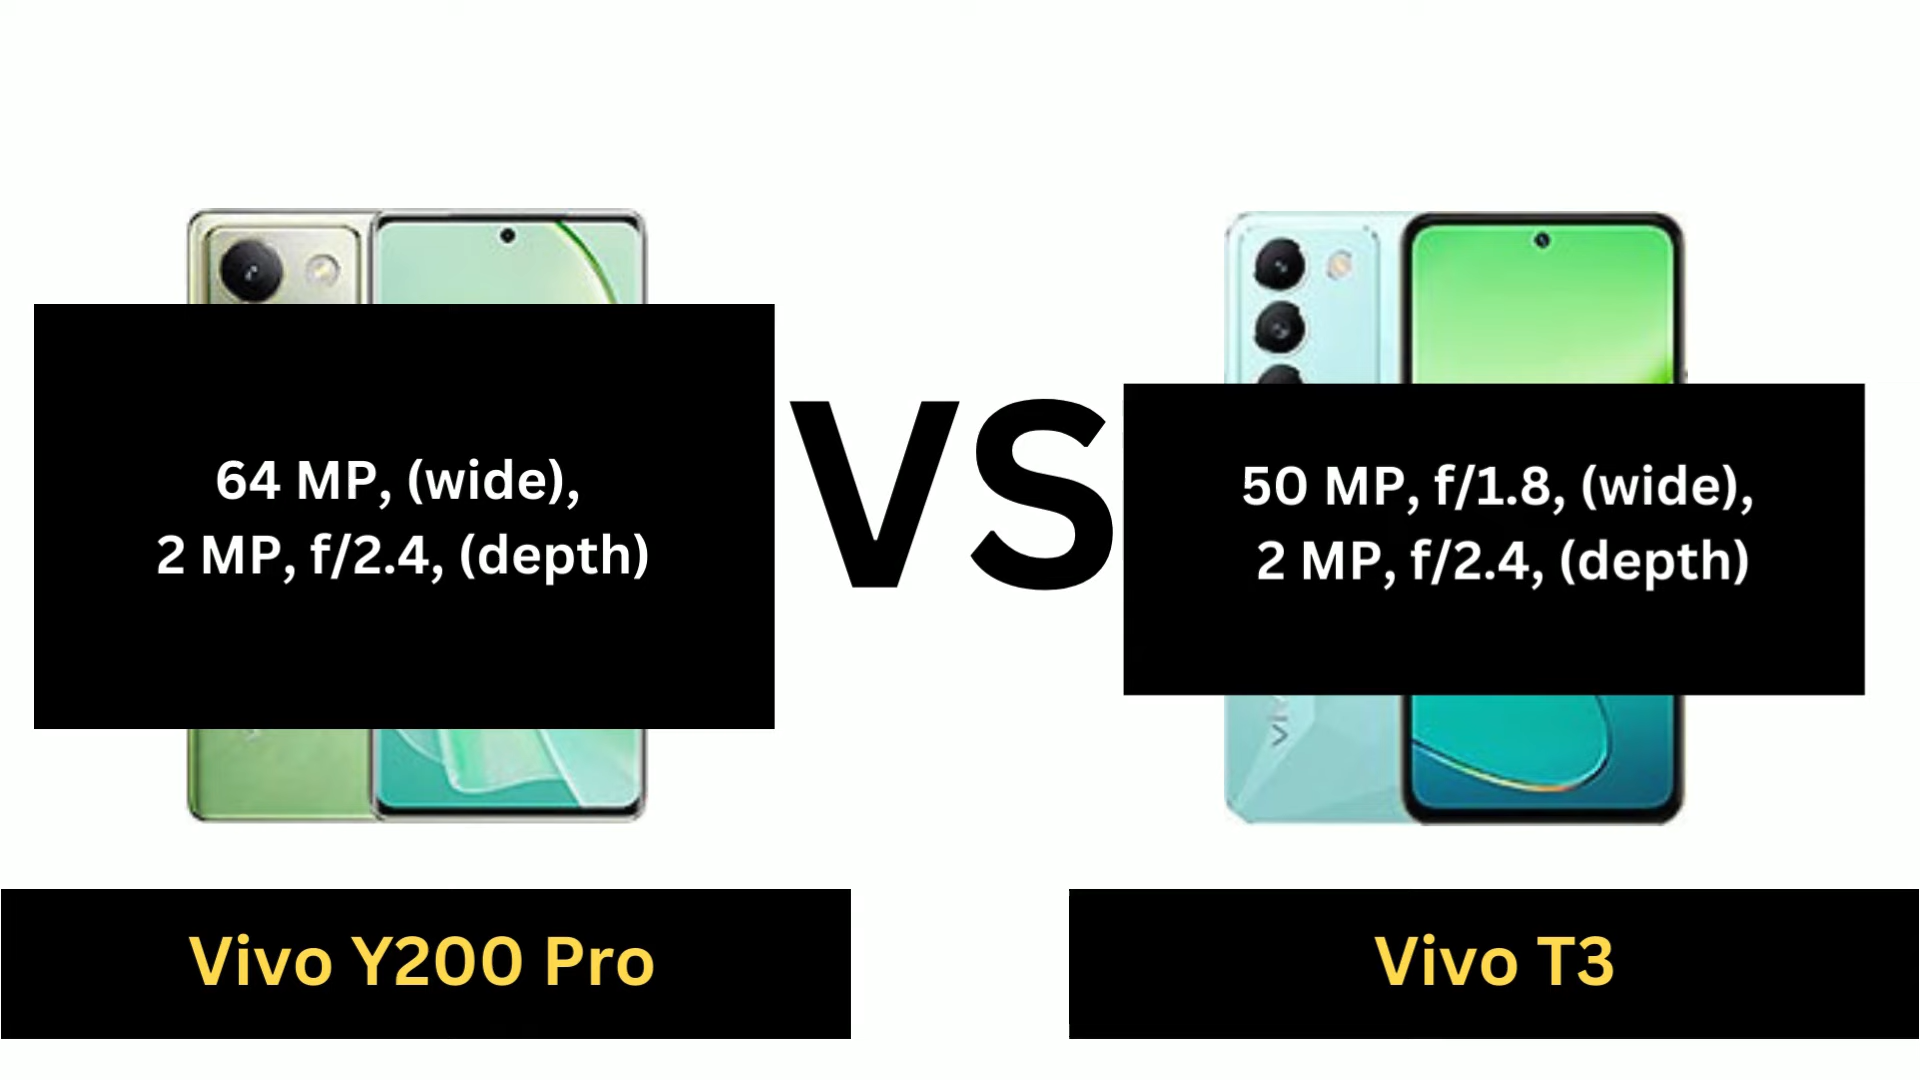 64 MP, (wide),
2 MP, f/2.4, (depth)
VS
50 MP, f/1.8, (wide),
2 MP, f/2.4, (depth)
Vivo Y200 Pro
Vivo T3